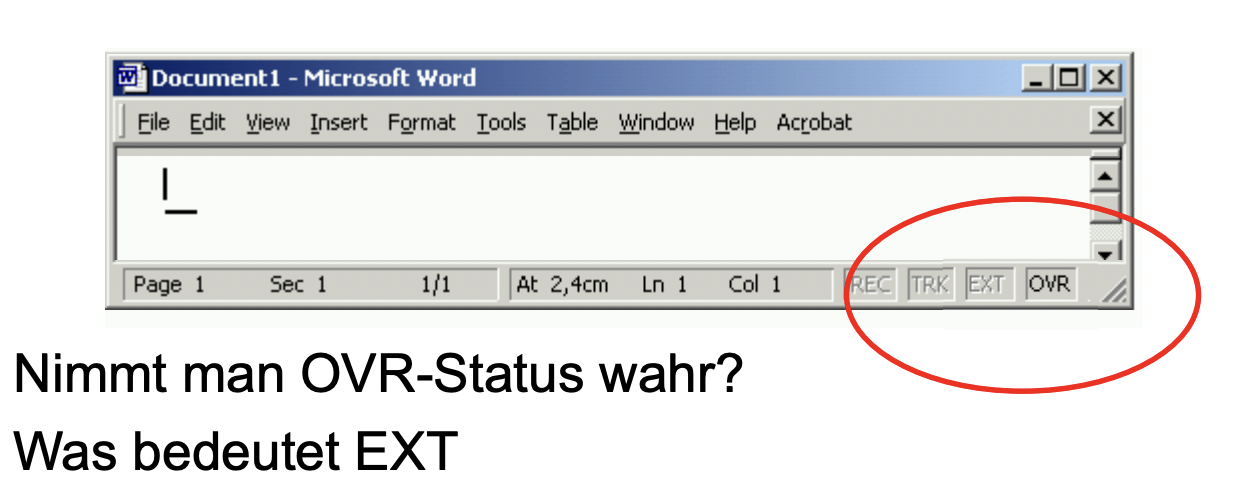 Document1 - Microsoft Word
File Edit View Insert Format Tools Table Window Help Acrobat
Page 1 Sec 1 1/1 At 2,4cm Ln 1 Col 1 REC TRK EXT OVR
Nimmt man OVR-Status wahr?
Was bedeutet EXT